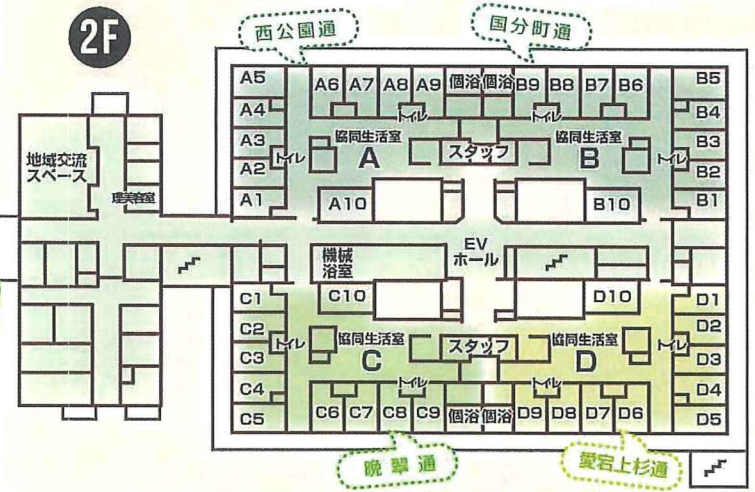 2F
西公園通
国分町通
A5
A6
A7
A8
A9
個浴
個浴
B9
B8
B7
B6
B5
A4
トイレ
トイレ
B4
地域交流
スペース
理美容室
A3
トイレ
協同生活室
A
スタッフ
協同生活室
B
トイレ
B3
A2
B2
A1
A10
B10
B1
機械
浴室
EV
ホール
C1
C10
D10
D1
C2
トイレ
協同生活室
C
スタッフ
協同生活室
D
トイレ
D2
C3
D3
C4
トイレ
トイレ
D4
C5
C6
C7
C8
C9
個浴
個浴
D9
D8
D7
D6
D5
晩翠通
愛宕上杉通